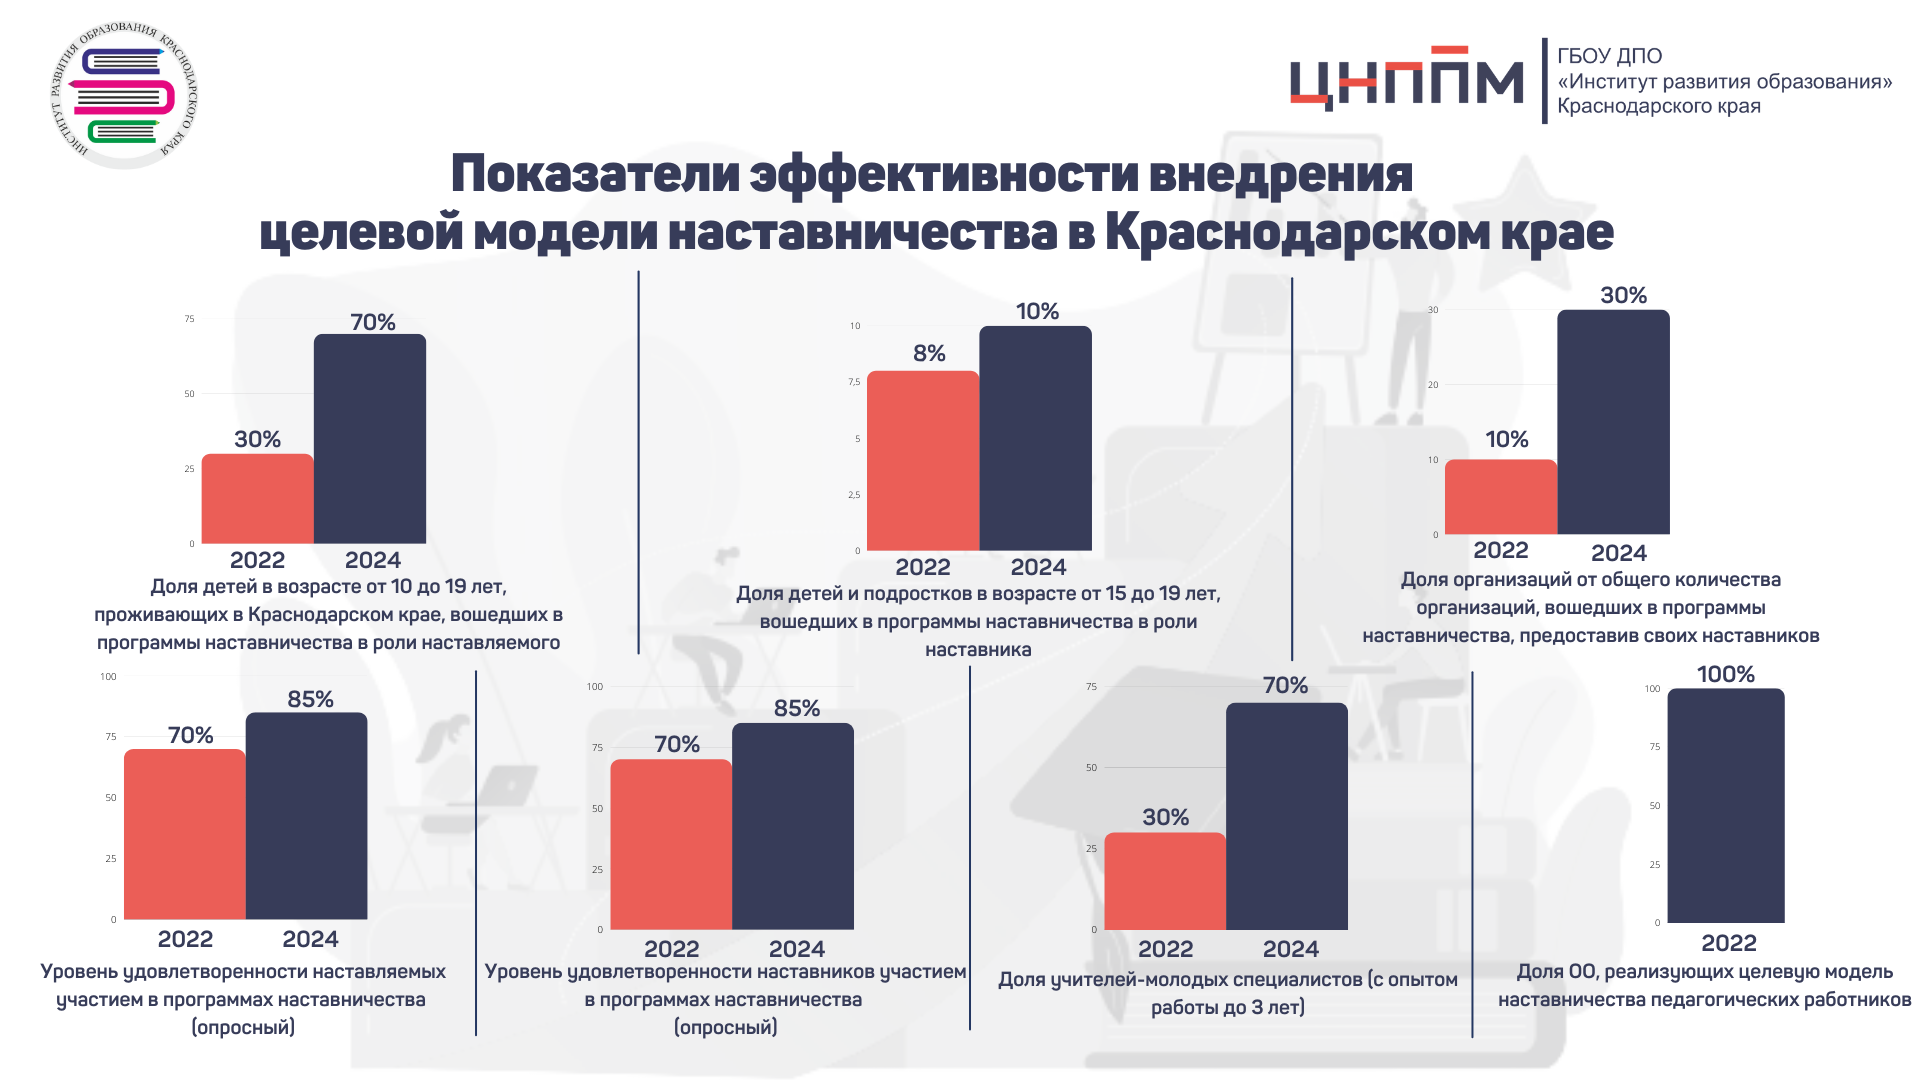 ИНСТИТУТ РАЗВИТИЯ ОБРАЗОВАНИЯ КРАСНОДАРСКОГО КРАЯ
ЦНППМ
ГБОУ ДПО
«Институт развития образования»
Краснодарского края
Показатели эффективности внедрения
целевой модели наставничества в Краснодарском крае
75
50
25
0
30%
70%
2022
2024
Доля детей в возрасте от 10 до 19 лет,
проживающих в Краснодарском крае, вошедших в
программы наставничества в роли наставляемого
10
7,5
5
2,5
0
8%
10%
2022
2024
Доля детей и подростков в возрасте от 15 до 19 лет,
вошедших в программы наставничества в роли
наставника
30
20
10
0
10%
30%
2022
2024
Доля организаций от общего количества
организаций, вошедших в программы
наставничества, предоставив своих наставников
100
75
50
25
0
70%
85%
2022
2024
Уровень удовлетворенности наставляемых
участием в программах наставничества
(опросный)
100
75
50
25
0
70%
85%
2022
2024
Уровень удовлетворенности наставников участием
в программах наставничества
(опросный)
75
50
25
0
30%
70%
2022
2024
Доля учителей-молодых специалистов (с опытом
работы до 3 лет)
100
75
50
25
0
100%
2022
Доля ОО, реализующих целевую модель
наставничества педагогических работников